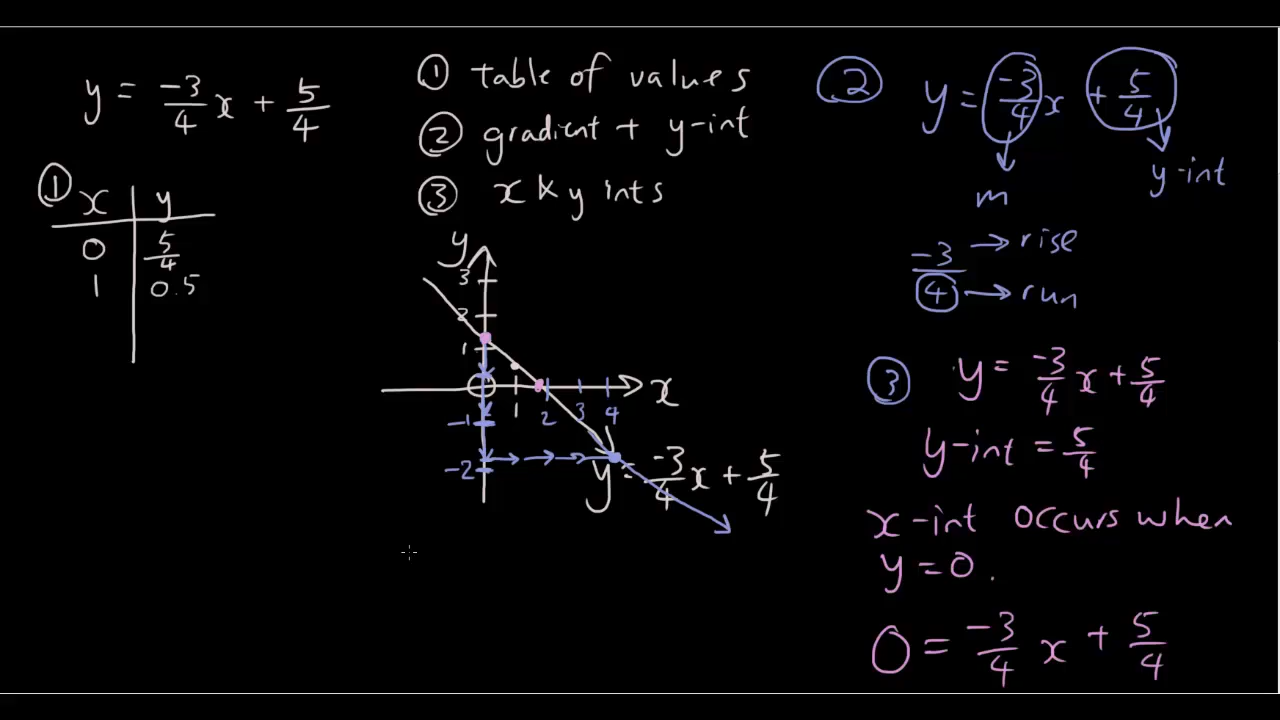 y = -3/4 x + 5/4
① x | y
0 | 5/4
1 | 0.5
① table of values
② gradient + y-int
③ x & y ints
y
3
2
1
-1
-2
1 2 3 4
x
y = -3/4 x + 5/4
② y = -3/4 x + 5/4
m
y-int
-3 → rise
4 → run
③ y = -3/4 x + 5/4
y-int = 5/4
x-int occurs when
y = 0.
0 = -3/4 x + 5/4